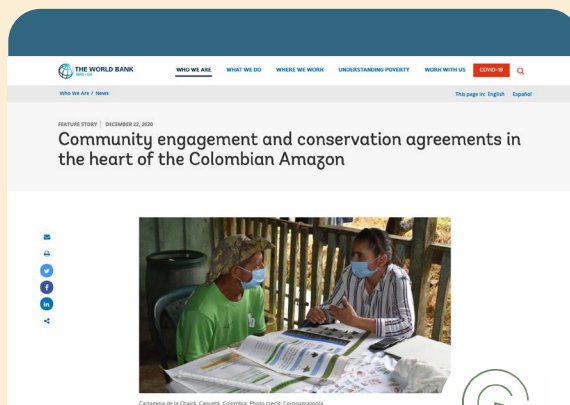 THE WORLD BANK
WHO WE ARE WHAT WE DO WHERE WE WORK UNDERSTANDING POVERTY WORK WITH US COVID-19
Who We Are / News This page in: English Español
FEATURE STORY | DECEMBER 22, 2020
Community engagement and conservation agreements in
the heart of the Colombian Amazon
Cartagena de la Chairá, Caquetá, Colombia. Photo credit: Corpoamazonia